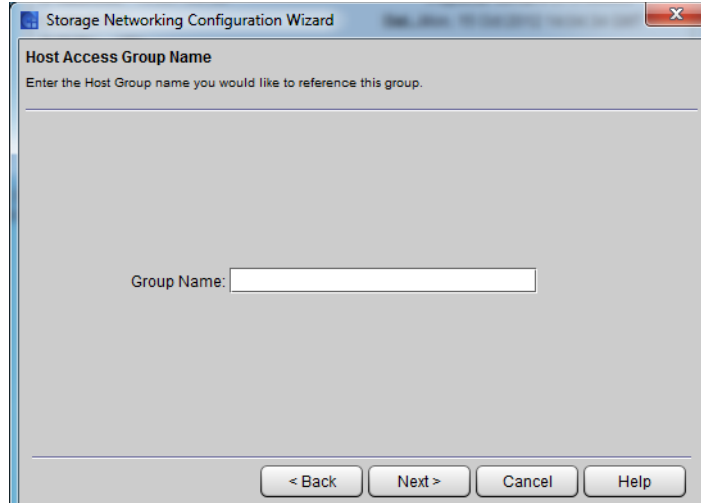 Storage Networking Configuration Wizard
Host Access Group Name
Enter the Host Group name you would like to reference this group.
Group Name:
< Back Next > Cancel Help